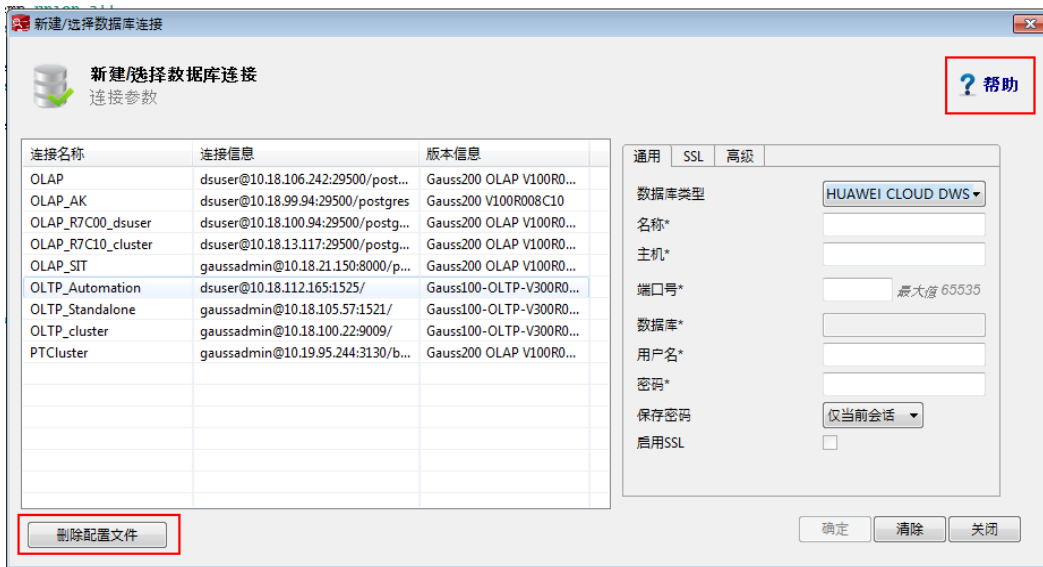 新建/选择数据库连接
新建/选择数据库连接
连接参数
? 帮助
连接名称 连接信息 版本信息
OLAP dsuser@10.18.106.242:29500/post... Gauss200 OLAP V100R0...
OLAP_AK dsuser@10.18.99.94:29500/postgres Gauss200 V100R008C10
OLAP_R7C00_dsuser dsuser@10.18.100.94:29500/postg... Gauss200 OLAP V100R0...
OLAP_R7C10_cluster dsuser@10.18.13.117:29500/postg... Gauss200 OLAP V100R0...
OLAP_SIT gaussadmin@10.18.21.150:8000/p... Gauss200 OLAP V100R0...
OLTP_Automation dsuser@10.18.112.165:1525/ Gauss100-OLTP-V300R0...
OLTP_Standalone gaussadmin@10.18.105.57:1521/ Gauss100-OLTP-V300R0...
OLTP_cluster gaussadmin@10.18.100.22:9009/ Gauss100-OLTP-V300R0...
PTCluster gaussadmin@10.19.95.244:3130/b... Gauss200 OLAP V100R0...
通用 SSL 高级
数据库类型 HUAWEI CLOUD DWS
名称*
主机*
端口号* 最大值 65535
数据库*
用户名*
密码*
保存密码 仅当前会话
启用SSL
删除配置文件
确定 清除 关闭